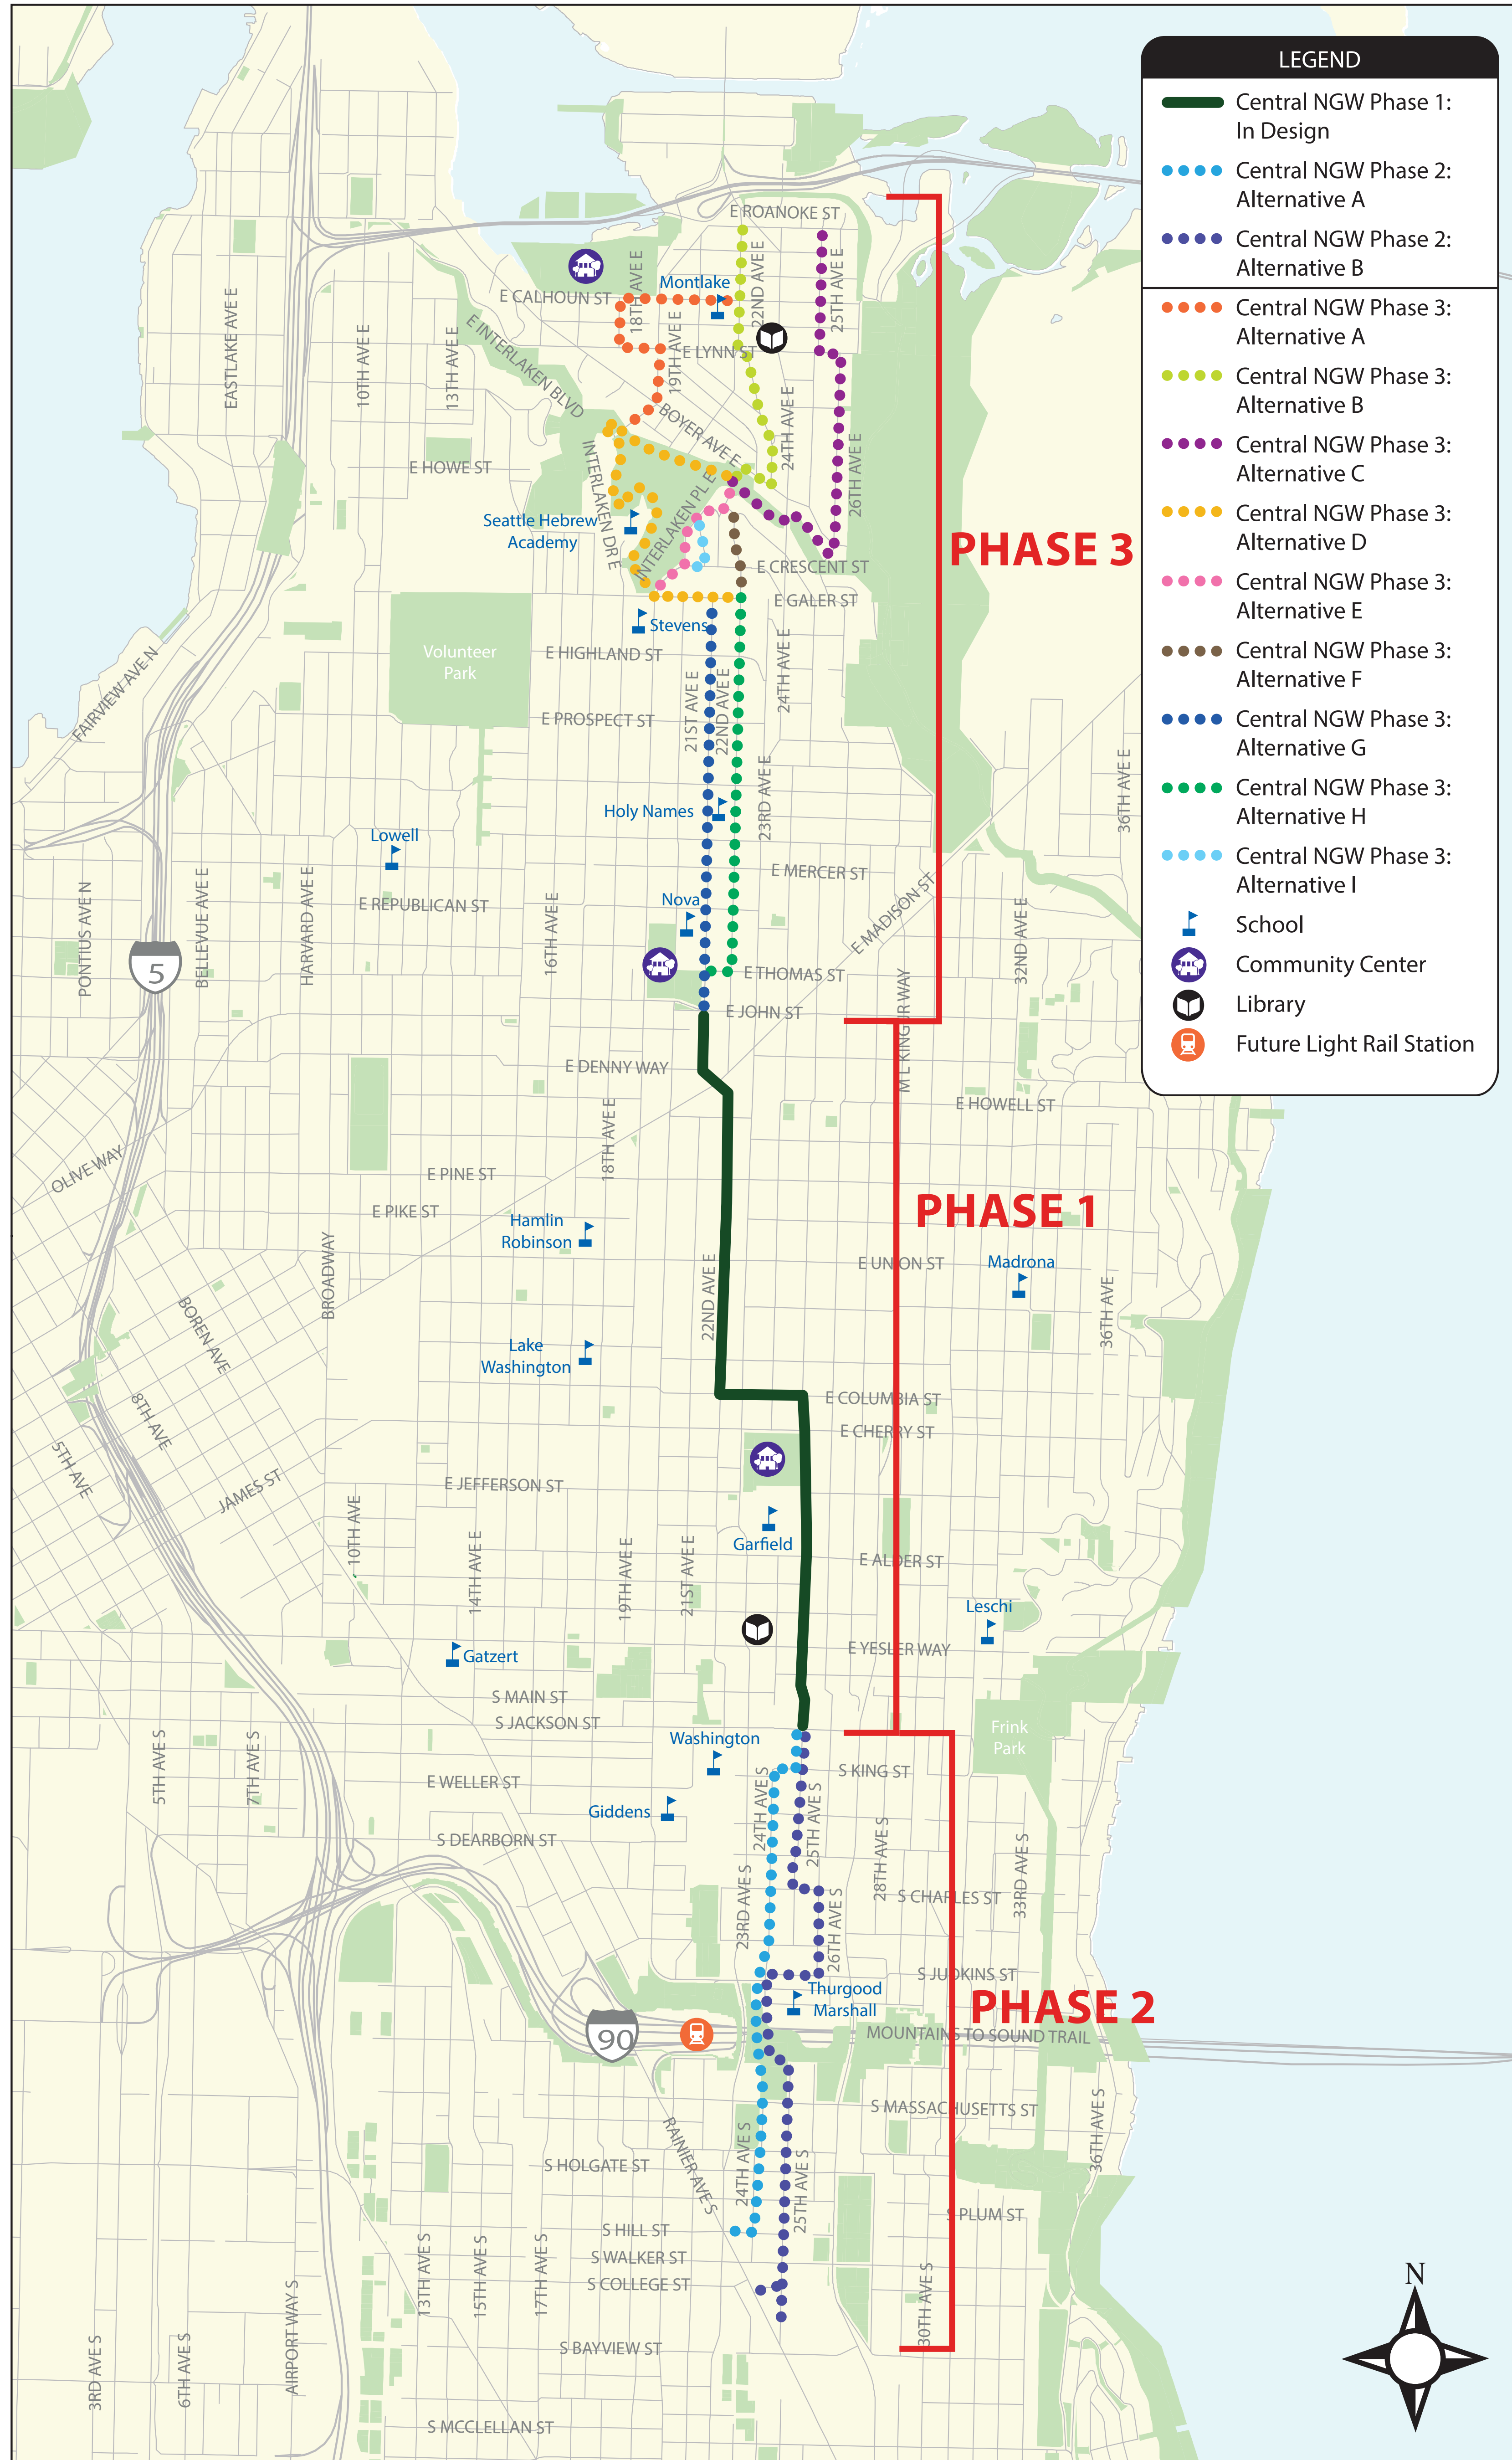 LEGEND
Central NGW Phase 1:
In Design
Central NGW Phase 2:
Alternative A
Central NGW Phase 2:
Alternative B
Central NGW Phase 3:
Alternative A
Central NGW Phase 3:
Alternative B
Central NGW Phase 3:
Alternative C
Central NGW Phase 3:
Alternative D
Central NGW Phase 3:
Alternative E
Central NGW Phase 3:
Alternative F
Central NGW Phase 3:
Alternative G
Central NGW Phase 3:
Alternative H
Central NGW Phase 3:
Alternative I
School
Community Center
Library
Future Light Rail Station
E ROANOKE ST
18TH AVE E
22ND AVE E
25TH AVE E
Montlake
E CALHOUN ST
EASTLAKE AVE E
10TH AVE E
13TH AVE E
E INTERLAKEN BLVD
19TH AVE E
E LYNN ST
BOYER AVE E
24TH AVE E
26TH AVE E
E HOWE ST
INTERLAKEN DR E
INTERLAKEN PL E
Seattle Hebrew
Academy
PHASE 3
E CRESCENT ST
E GALER ST
Stevens
Volunteer
Park
E HIGHLAND ST
24TH AVE E
FAIRVIEW AVE N
21ST AVE E
22ND AVE E
E PROSPECT ST
23RD AVE E
36TH AVE E
Holy Names
Lowell
E MERCER ST
PONTIUS AVE N
BELLEVUE AVE E
HARVARD AVE E
E REPUBLICAN ST
16TH AVE E
Nova
E MADISON ST
32ND AVE E
5
E THOMAS ST
E JOHN ST
M L KING JR WAY
E DENNY WAY
E HOWELL ST
18TH AVE E
OLIVE WAY
E PINE ST
E PIKE ST
PHASE 1
Hamlin
Robinson
BROADWAY
22ND AVE E
E UNION ST
Madrona
36TH AVE
BOREN AVE
Lake
Washington
8TH AVE
E COLUMBIA ST
E CHERRY ST
5TH AVE
JAMES ST
E JEFFERSON ST
10TH AVE
Garfield
14TH AVE E
19TH AVE E
21ST AVE E
E ALDER ST
Leschi
Gatzert
E YESLER WAY
S MAIN ST
S JACKSON ST
Frink
Park
Washington
5TH AVE S
7TH AVE S
S KING ST
E WELLER ST
24TH AVE S
25TH AVE S
Giddens
S DEARBORN ST
28TH AVE S
33RD AVE S
23RD AVE S
26TH AVE S
S CHARLES ST
S JUDKINS ST
Thurgood
Marshall
PHASE 2
90
MOUNTAINS TO SOUND TRAIL
S MASSACHUSETTS ST
36TH AVE S
RAINIER AVE S
24TH AVE S
25TH AVE S
S HOLGATE ST
S PLUM ST
S HILL ST
13TH AVE S
15TH AVE S
17TH AVE S
S WALKER ST
S COLLEGE ST
30TH AVE S
N
AIRPORT WAY S
3RD AVE S
6TH AVE S
S BAYVIEW ST
S MCCLELLAN ST